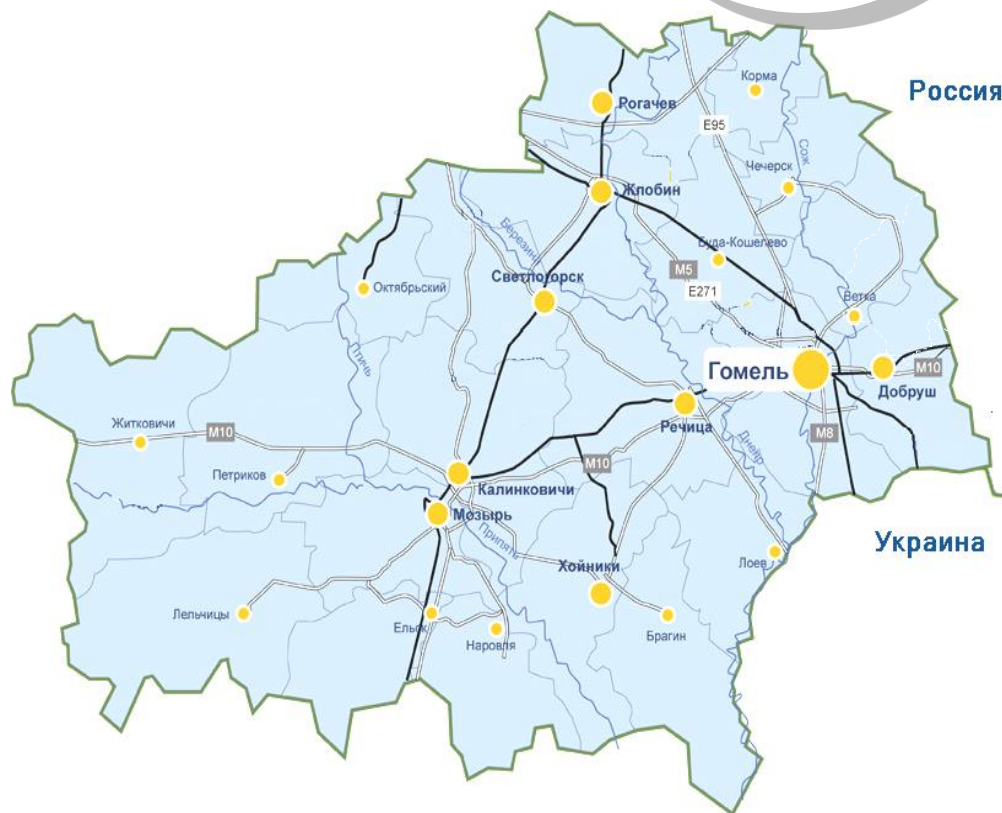 Россия
Корма
Рогачев
E95
Сож
Чечерск
Жлобин
Березина
Буда-Кошелево
M5
Светлогорск
E271
Октябрьский
Ветка
Птичь
Гомель
M10
Добруш
Речица
Житковичи
M10
Днепр
M8
M10
Петриков
Калинковичи
Мозырь
Припять
Украина
Хойники
Лоев
Лельчицы
Ельск
Брагин
Наровля